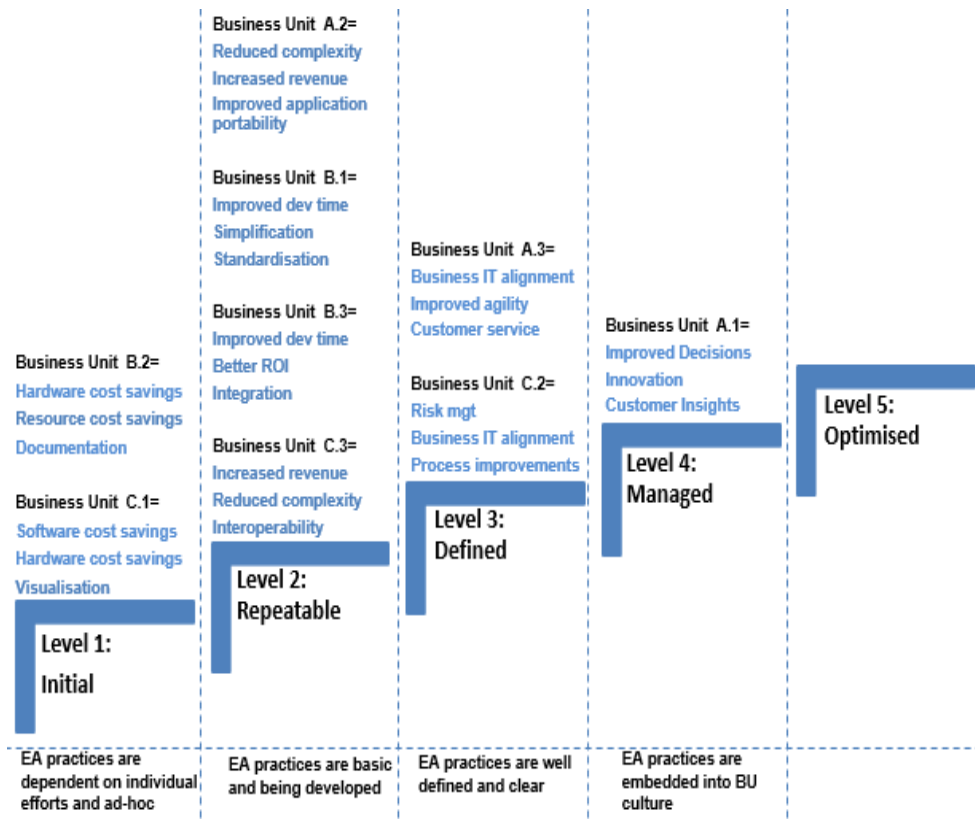 Business Unit B.2=
Hardware cost savings
Resource cost savings
Documentation
Business Unit C.1=
Software cost savings
Hardware cost savings
Visualisation
Level 1:
Initial
EA practices are
dependent on individual
efforts and ad-hoc
Business Unit A.2=
Reduced complexity
Increased revenue
Improved application
portability
Business Unit B.1=
Improved dev time
Simplification
Standardisation
Business Unit B.3=
Improved dev time
Better ROI
Integration
Business Unit C.3=
Increased revenue
Reduced complexity
Interoperability
Level 2:
Repeatable
EA practices are basic
and being developed
Business Unit A.3=
Business IT alignment
Improved agility
Customer service
Business Unit C.2=
Risk mgt
Business IT alignment
Process improvements
Level 3:
Defined
EA practices are well
defined and clear
Business Unit A.1=
Improved Decisions
Innovation
Customer Insights
Level 4:
Managed
EA practices are
embedded into BU
culture
Level 5:
Optimised